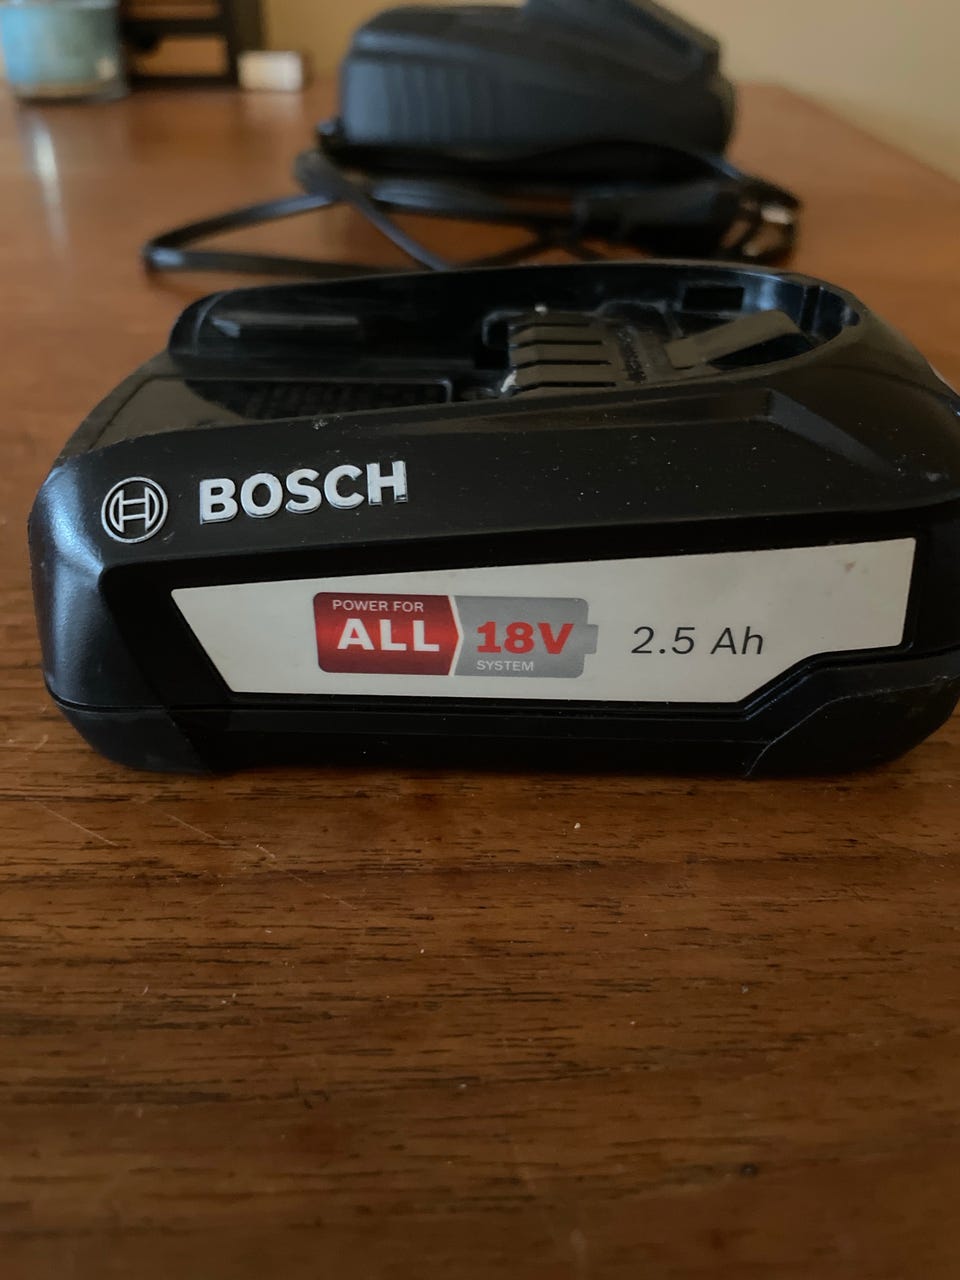 BOSCH
POWER FOR
ALL
18V
SYSTEM
2.5 Ah